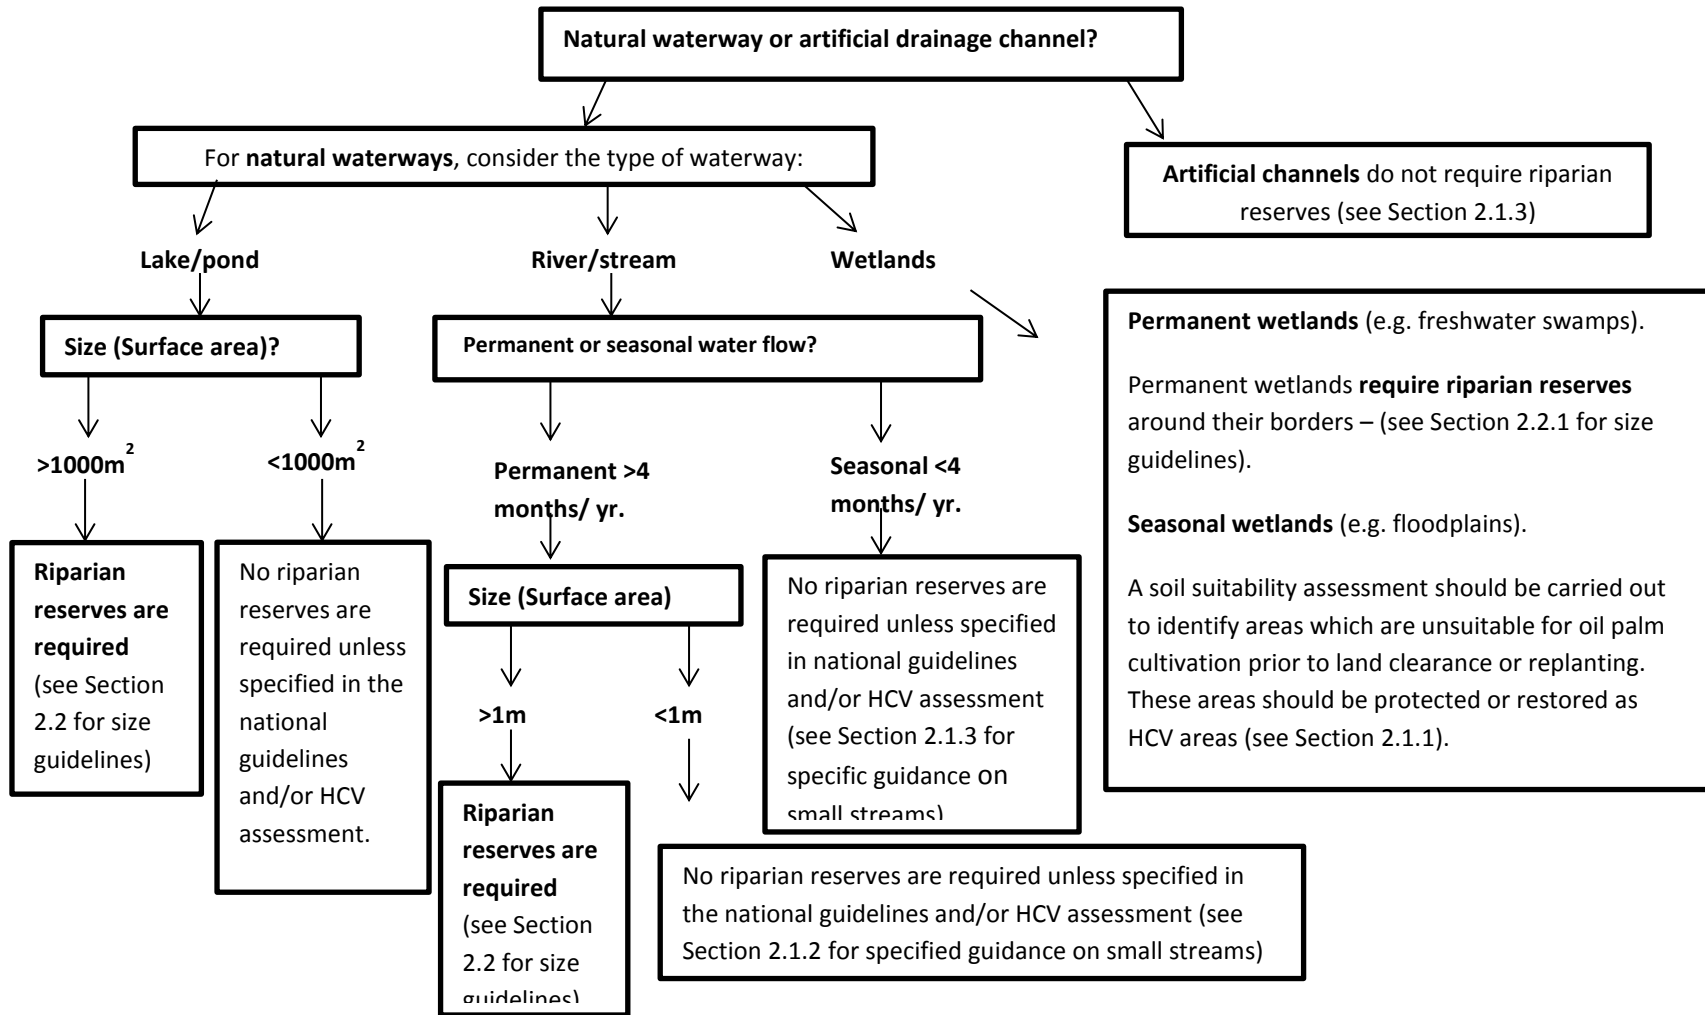 Natural waterway or artificial drainage channel?
For natural waterways, consider the type of waterway:
Artificial channels do not require riparian
reserves (see Section 2.1.3)
Lake/pond
River/stream
Wetlands
Size (Surface area)?
Permanent or seasonal water flow?
>1000m²
<1000m²
Permanent >4
months/ yr.
Seasonal <4
months/ yr.
Riparian
reserves are
required
(see Section
2.2 for size
guidelines)
No riparian
reserves are
required unless
specified in the
national
guidelines
and/or HCV
assessment.
Size (Surface area)
>1m
<1m
Riparian
reserves are
required
(see Section
2.2 for size
guidelines)
No riparian reserves are required unless specified in
the national guidelines and/or HCV assessment (see
Section 2.1.2 for specified guidance on small streams)
No riparian reserves are
required unless specified
in national guidelines
and/or HCV assessment
(see Section 2.1.3 for
specific guidance on
small streams)
Permanent wetlands (e.g. freshwater swamps).
Permanent wetlands require riparian reserves
around their borders – (see Section 2.2.1 for size
guidelines).
Seasonal wetlands (e.g. floodplains).
A soil suitability assessment should be carried out
to identify areas which are unsuitable for oil palm
cultivation prior to land clearance or replanting.
These areas should be protected or restored as
HCV areas (see Section 2.1.1).